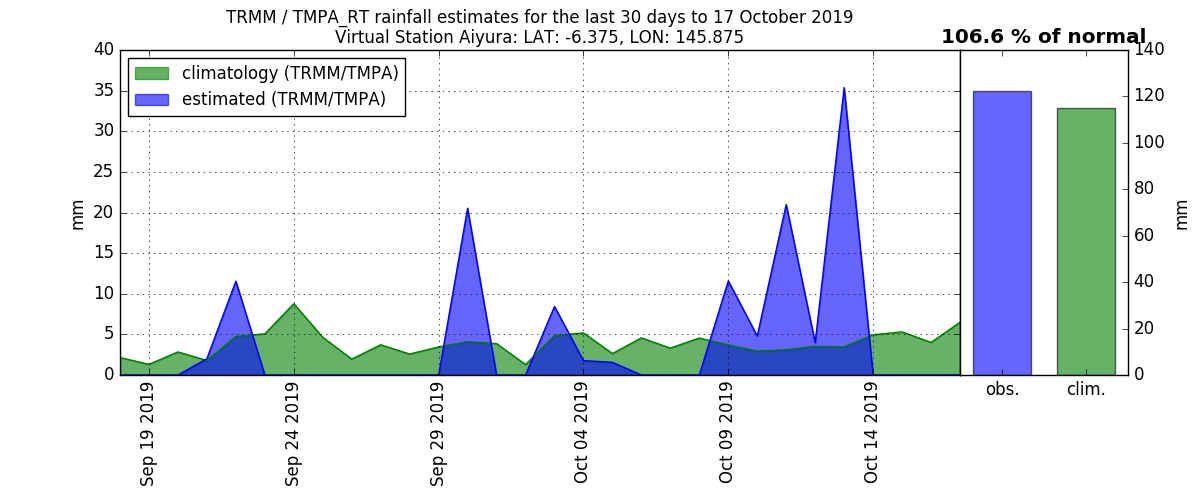 TRMM / TMPA_RT rainfall estimates for the last 30 days to 17 October 2019
Virtual Station Aiyura: LAT: -6.375, LON: 145.875
106.6 % of normal
climatology (TRMM/TMPA)
estimated (TRMM/TMPA)
mm
40
35
30
25
20
15
10
5
0
Sep 19 2019
Sep 24 2019
Sep 29 2019
Oct 04 2019
Oct 09 2019
Oct 14 2019
obs.
clim.
140
120
100
80
60
40
20
0
mm